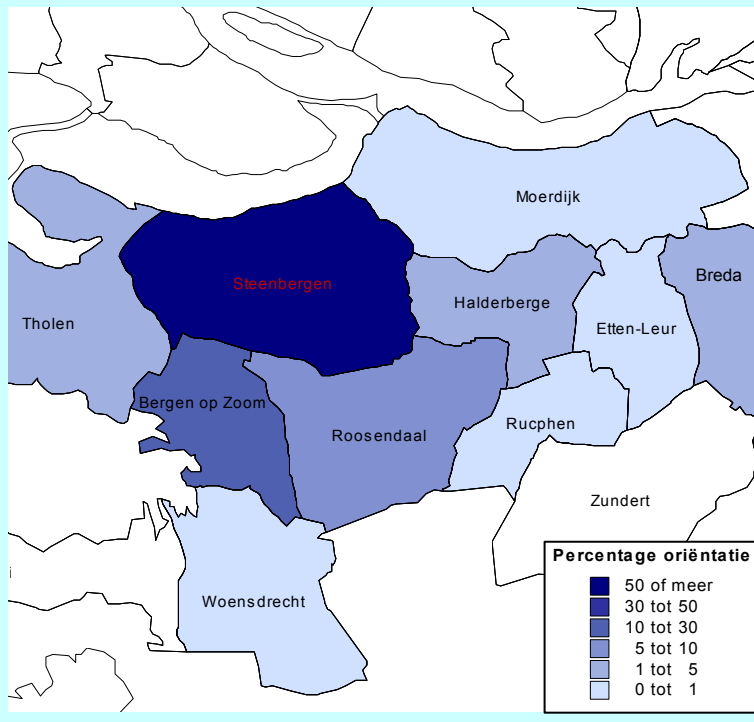 Moerdijk
Steenbergen
Breda
Halderberge
Tholen
Etten-Leur
Bergen op Zoom
Rucphen
Roosendaal
Zundert
Percentage oriëntatie
50 of meer
30 tot 50
10 tot 30
5 tot 10
1 tot 5
0 tot 1
i
Woensdrecht